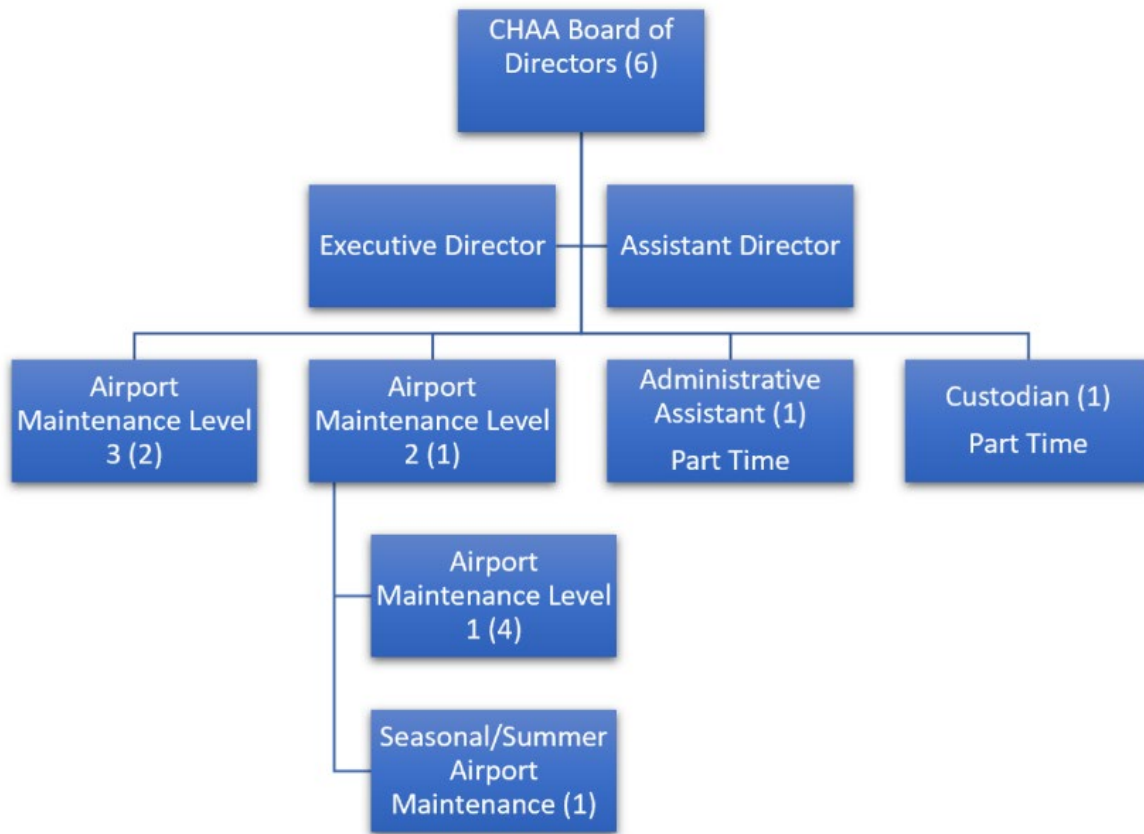 CHAA Board of
Directors (6)
Executive Director
Assistant Director
Airport
Maintenance Level
3 (2)
Airport
Maintenance Level
2 (1)
Administrative
Assistant (1)
Part Time
Custodian (1)
Part Time
Airport
Maintenance Level
1 (4)
Seasonal/Summer
Airport
Maintenance (1)